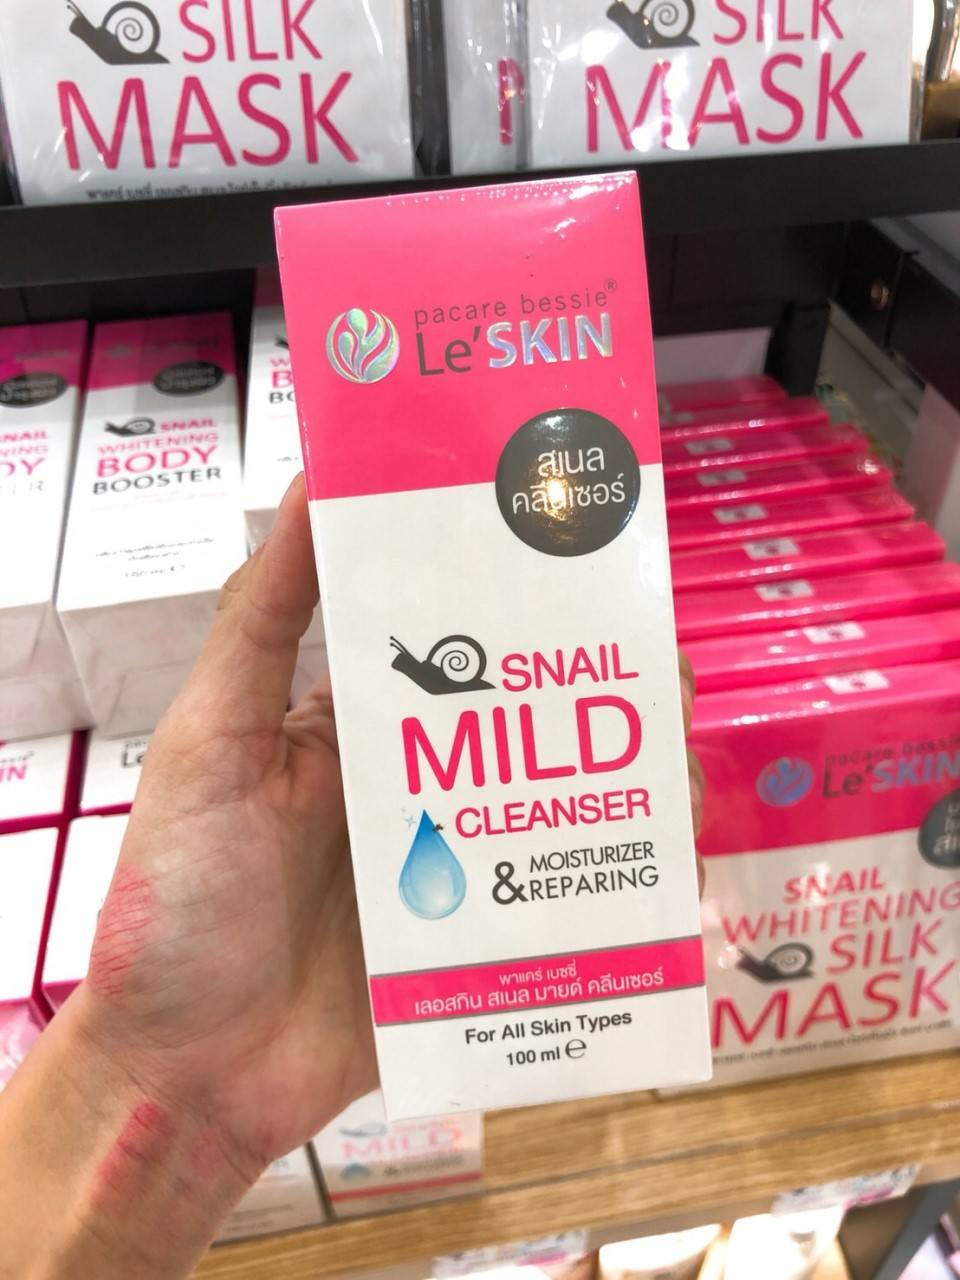 SILK
MASK
SILK
MASK
pacare bessie®
Le'SKIN
สเนล
คลีนเซอร์
SNAIL
MILD
CLEANSER
& MOISTURIZER
REPARING
พาแคร์ เบซซี่
เลอสกิน สเนล มายด์ คลีนเซอร์
For All Skin Types
100 ml ℮
SNAIL
WHITENING
BODY
BOOSTER
pacare bessie
Le'SKIN
SNAIL
WHITENING
SILK
MASK
MILD